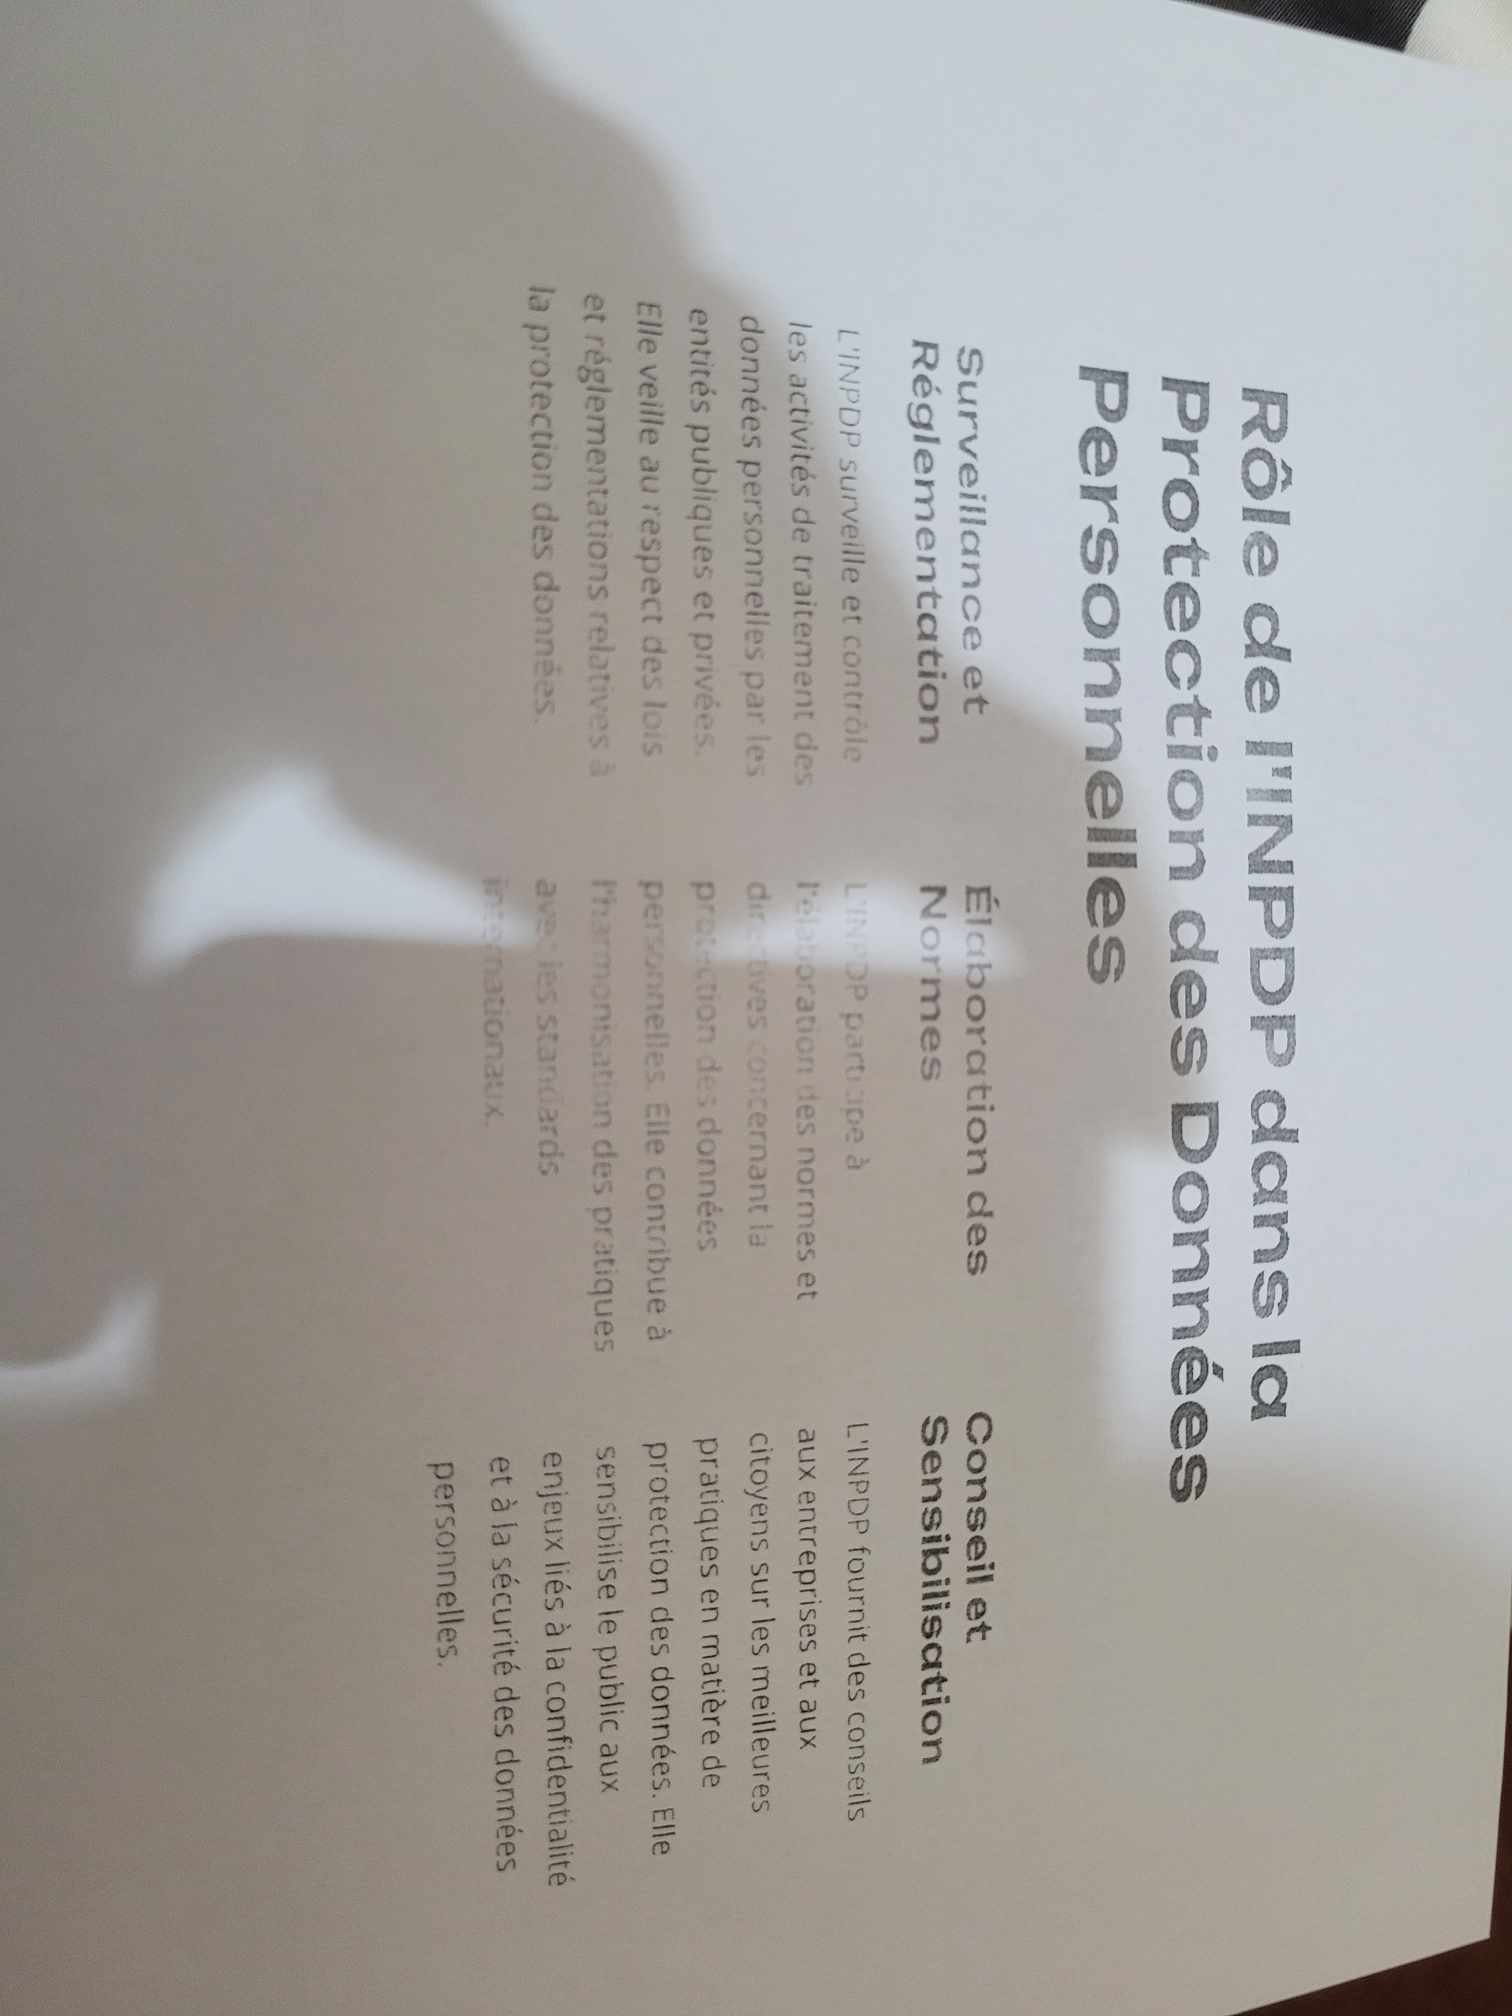 Rôle de l'INPDP dans la
Protection des Données
Personnelles
Surveillance et
Réglementation
L'INPDP surveille et contrôle
les activités de traitement des
données personnelles par les
entités publiques et privées.
Elle veille au respect des lois
et réglementations relatives à
la protection des données.
Élaboration des
Normes
L'INPDP participe à
l'élaboration des normes et
directives concernant la
protection des données
personnelles. Elle contribue à
l'harmonisation des pratiques
avec les standards
internationaux.
Conseil et
Sensibilisation
L'INPDP fournit des conseils
aux entreprises et aux
citoyens sur les meilleures
pratiques en matière de
protection des données. Elle
sensibilise le public aux
enjeux liés à la confidentialité
et à la sécurité des données
personnelles.